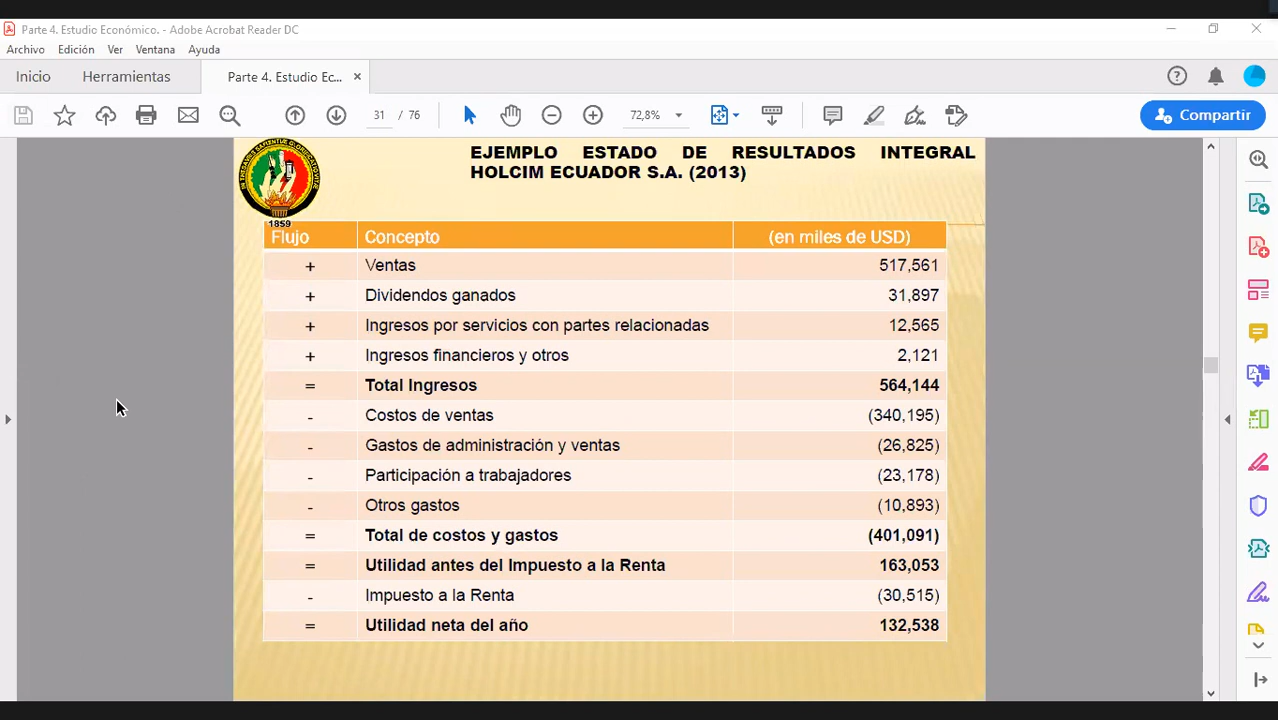 Parte 4. Estudio Económico. - Adobe Acrobat Reader DC
Archivo Edición Ver Ventana Ayuda
Inicio Herramientas Parte 4. Estudio Ec... ×
31 / 76 72,8% Compartir
EJEMPLO ESTADO DE RESULTADOS INTEGRAL
HOLCIM ECUADOR S.A. (2013)
1859
Flujo Concepto (en miles de USD)
+ Ventas 517,561
+ Dividendos ganados 31,897
+ Ingresos por servicios con partes relacionadas 12,565
+ Ingresos financieros y otros 2,121
= Total Ingresos 564,144
- Costos de ventas (340,195)
- Gastos de administración y ventas (26,825)
- Participación a trabajadores (23,178)
- Otros gastos (10,893)
= Total de costos y gastos (401,091)
= Utilidad antes del Impuesto a la Renta 163,053
- Impuesto a la Renta (30,515)
= Utilidad neta del año 132,538